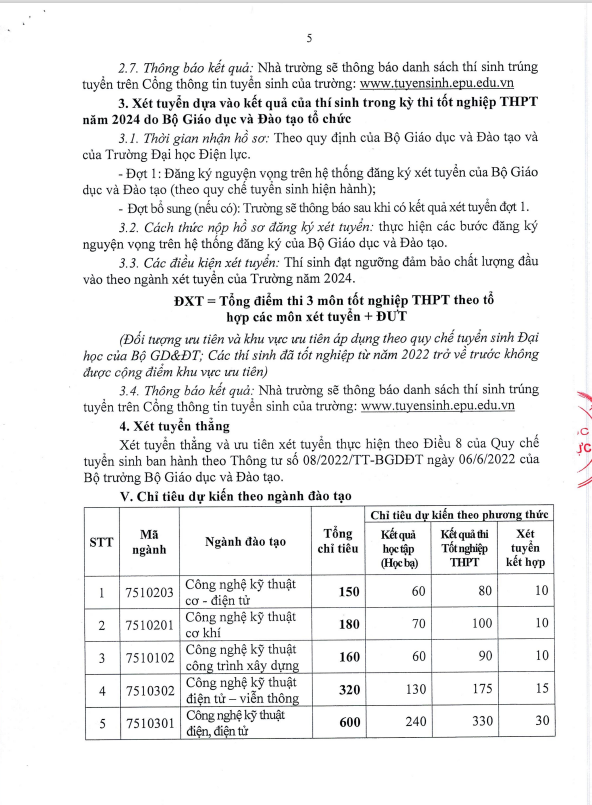 5
2.7. Thông báo kết quả: Nhà trường sẽ thông báo danh sách thí sinh trúng
tuyển trên Cổng thông tin tuyển sinh của trường: www.tuyensinh.epu.edu.vn
3. Xét tuyển dựa vào kết quả của thí sinh trong kỳ thi tốt nghiệp THPT
năm 2024 do Bộ Giáo dục và Đào tạo tổ chức
3.1. Thời gian nhận hồ sơ: Theo quy định của Bộ Giáo dục và Đào tạo và
của Trường Đại học Điện lực.
- Đợt 1: Đăng ký nguyện vọng trên hệ thống đăng ký xét tuyển của Bộ Giáo
dục và Đào tạo (theo quy chế tuyển sinh hiện hành);
- Đợt bổ sung (nếu có): Trường sẽ thông báo sau khi có kết quả xét tuyển đợt 1.
3.2. Cách thức nộp hồ sơ đăng ký xét tuyển: thực hiện các bước đăng ký
nguyện vọng trên hệ thống đăng ký của Bộ Giáo dục và Đào tạo.
3.3. Các điều kiện xét tuyển: Thí sinh đạt ngưỡng đảm bảo chất lượng đầu
vào theo ngành xét tuyển của Trường năm 2024.
ĐXT = Tổng điểm thi 3 môn tốt nghiệp THPT theo tổ
hợp các môn xét tuyển + ĐƯT
(Đối tượng ưu tiên và khu vực ưu tiên áp dụng theo quy chế tuyển sinh Đại
học của Bộ GD&ĐT; Các thí sinh đã tốt nghiệp từ năm 2022 trở về trước không
được cộng điểm khu vực ưu tiên)
3.4. Thông báo kết quả: Nhà trường sẽ thông báo danh sách thí sinh trúng
tuyển trên Cổng thông tin tuyển sinh của trường: www.tuyensinh.epu.edu.vn
4. Xét tuyển thẳng
Xét tuyển thẳng và ưu tiên xét tuyển thực hiện theo Điều 8 của Quy chế
tuyển sinh ban hành theo Thông tư số 08/2022/TT-BGDĐT ngày 06/6/2022 của
Bộ trưởng Bộ Giáo dục và Đào tạo.
V. Chỉ tiêu dự kiến theo ngành đào tạo
STT Mã ngành Ngành đào tạo Tổng chỉ tiêu Chỉ tiêu dự kiến theo phương thức
Kết quả học tập (Học bạ) Kết quả thi Tốt nghiệp THPT Xét tuyển kết hợp
1 7510203 Công nghệ kỹ thuật cơ - điện tử 150 60 80 10
2 7510201 Công nghệ kỹ thuật cơ khí 180 70 100 10
3 7510102 Công nghệ kỹ thuật công trình xây dựng 160 60 90 10
4 7510302 Công nghệ kỹ thuật điện tử – viễn thông 320 130 175 15
5 7510301 Công nghệ kỹ thuật điện, điện tử 600 240 330 30